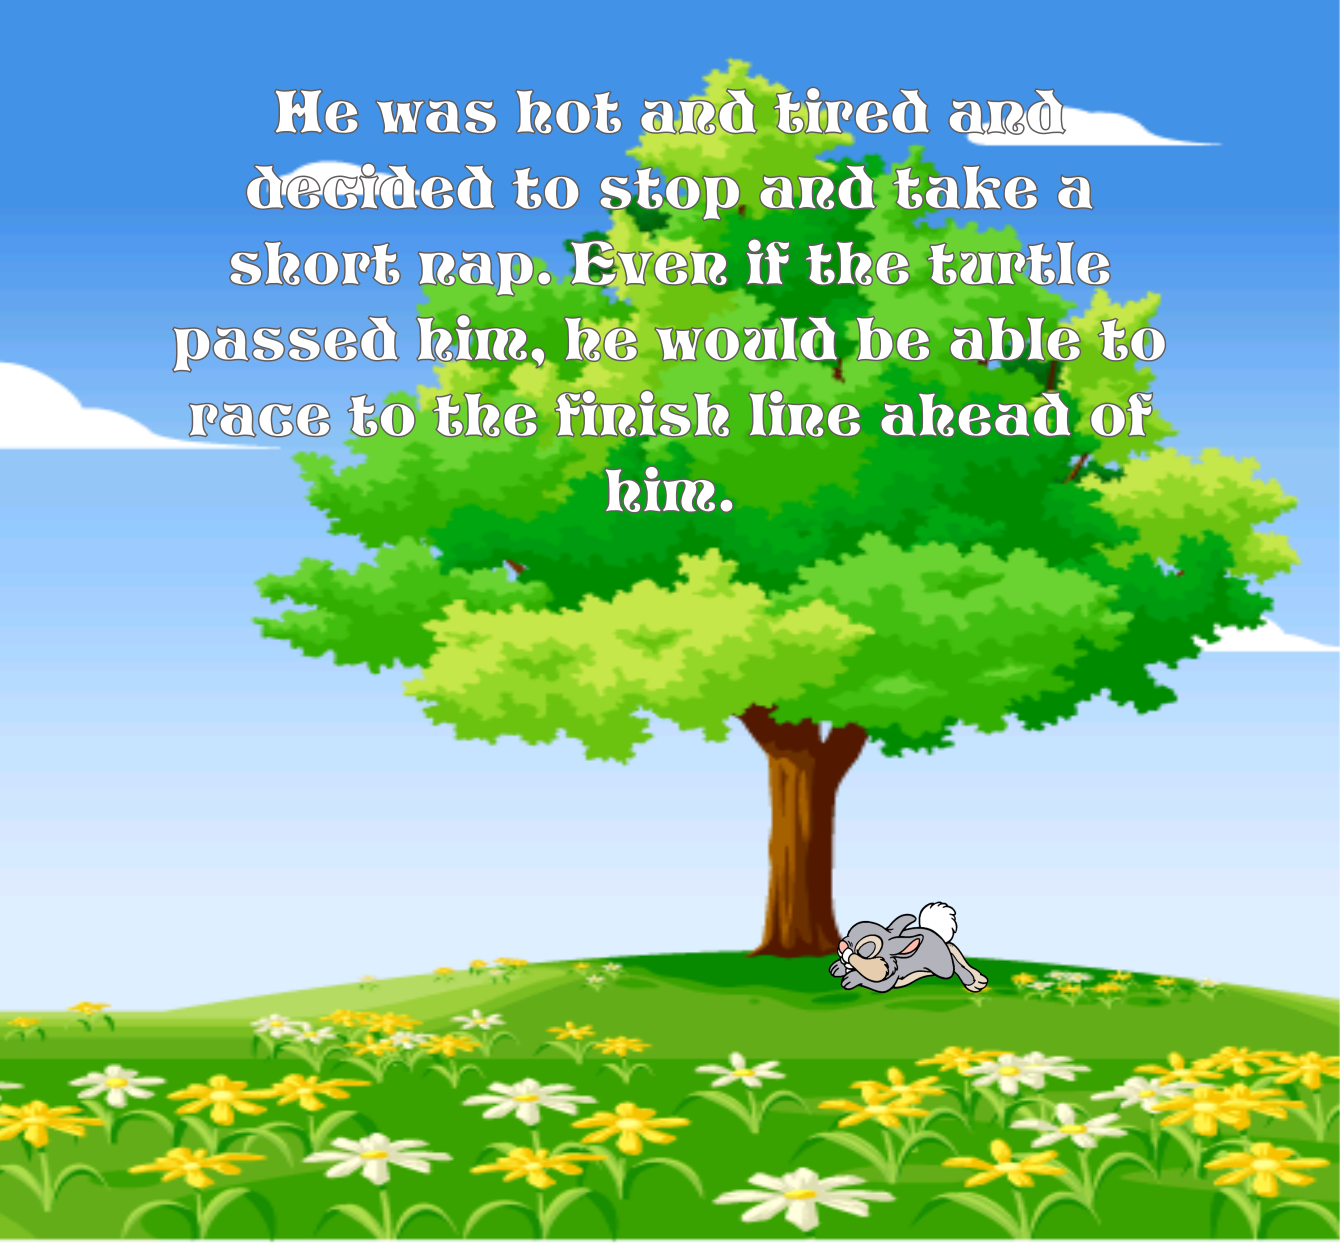 He was hot and tired and
decided to stop and take a
short nap. Even if the turtle
passed him, he would be able to
race to the finish line ahead of
him.